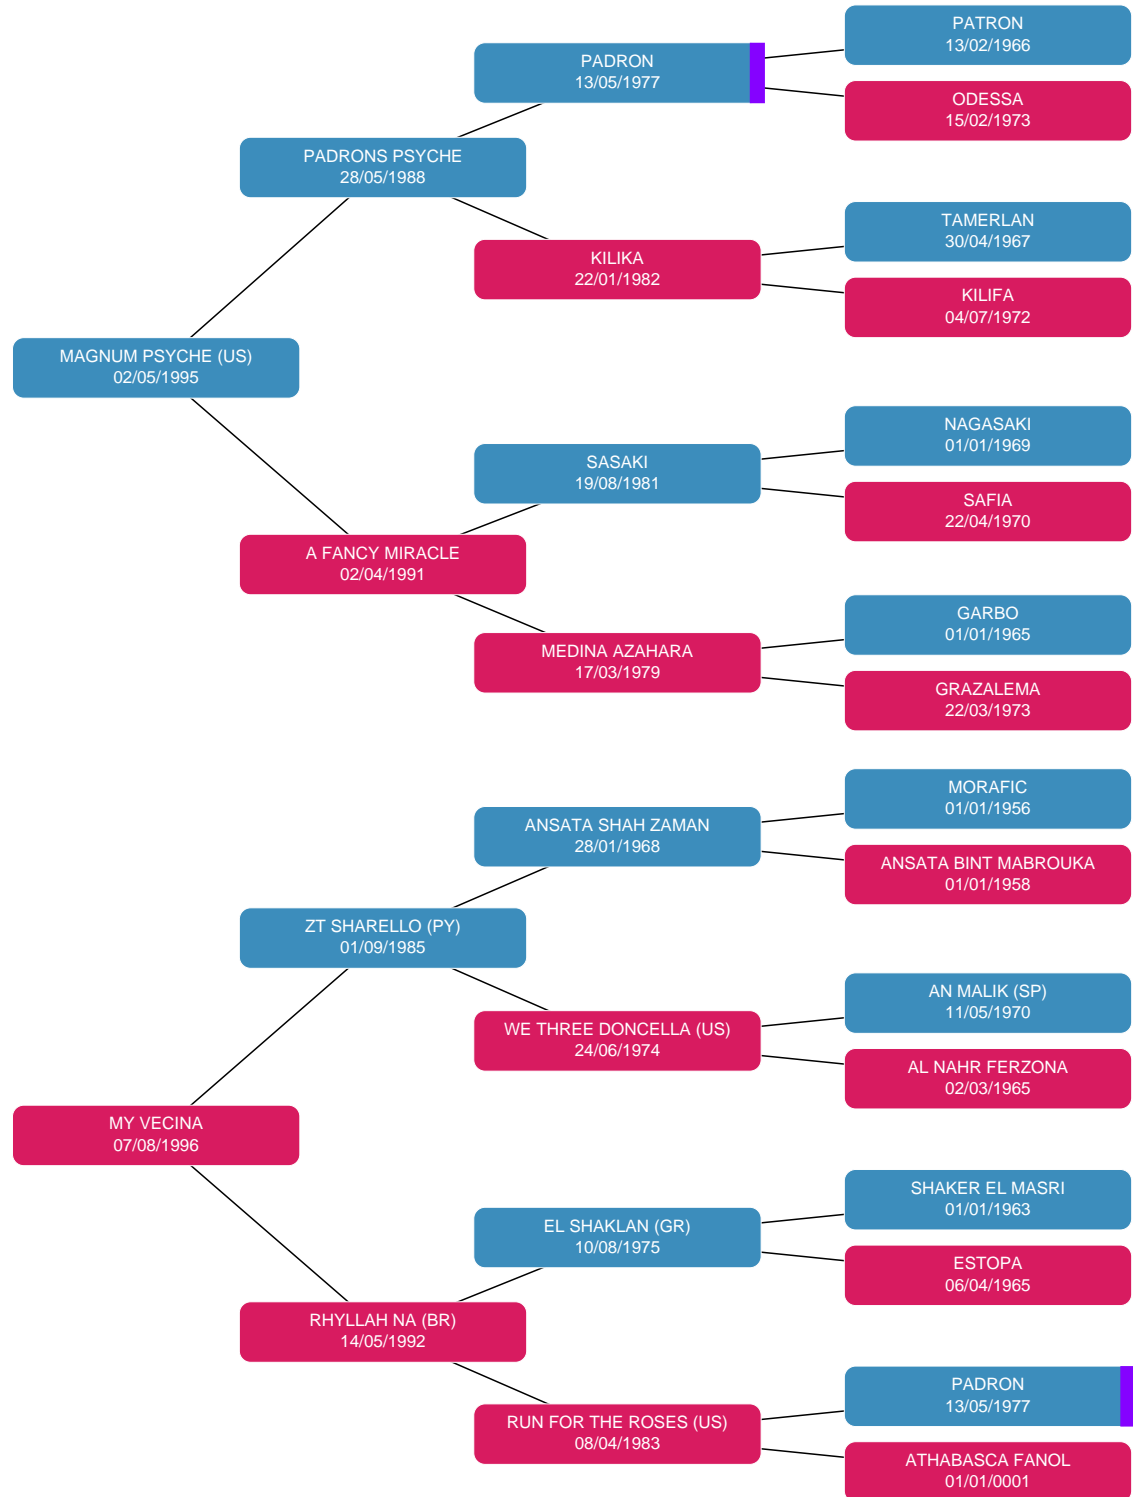 PATRON
13/02/1966
PADRON
13/05/1977
ODESSA
15/02/1973
PADRONS PSYCHE
28/05/1988
TAMERLAN
30/04/1967
KILIKA
22/01/1982
KILIFA
04/07/1972
MAGNUM PSYCHE (US)
02/05/1995
NAGASAKI
01/01/1969
SASAKI
19/08/1981
SAFIA
22/04/1970
A FANCY MIRACLE
02/04/1991
GARBO
01/01/1965
MEDINA AZAHARA
17/03/1979
GRAZALEMA
22/03/1973
MORAFIC
01/01/1956
ANSATA SHAH ZAMAN
28/01/1968
ANSATA BINT MABROUKA
01/01/1958
ZT SHARELLO (PY)
01/09/1985
AN MALIK (SP)
11/05/1970
WE THREE DONCELLA (US)
24/06/1974
AL NAHR FERZONA
02/03/1965
MY VECINA
07/08/1996
SHAKER EL MASRI
01/01/1963
EL SHAKLAN (GR)
10/08/1975
ESTOPA
06/04/1965
RHYLLAH NA (BR)
14/05/1992
PADRON
13/05/1977
RUN FOR THE ROSES (US)
08/04/1983
ATHABASCA FANOL
01/01/0001